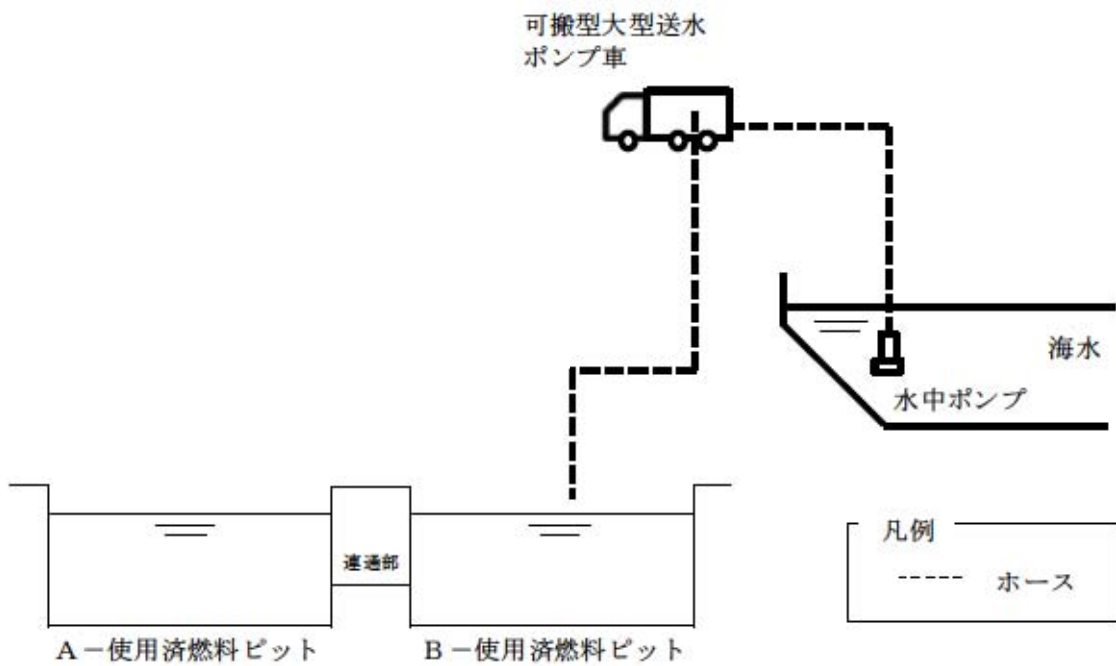 可搬型大型送水
ポンプ車
海水
水中ポンプ
連通部
凡例
ホース
A－使用済燃料ピット
B－使用済燃料ピット